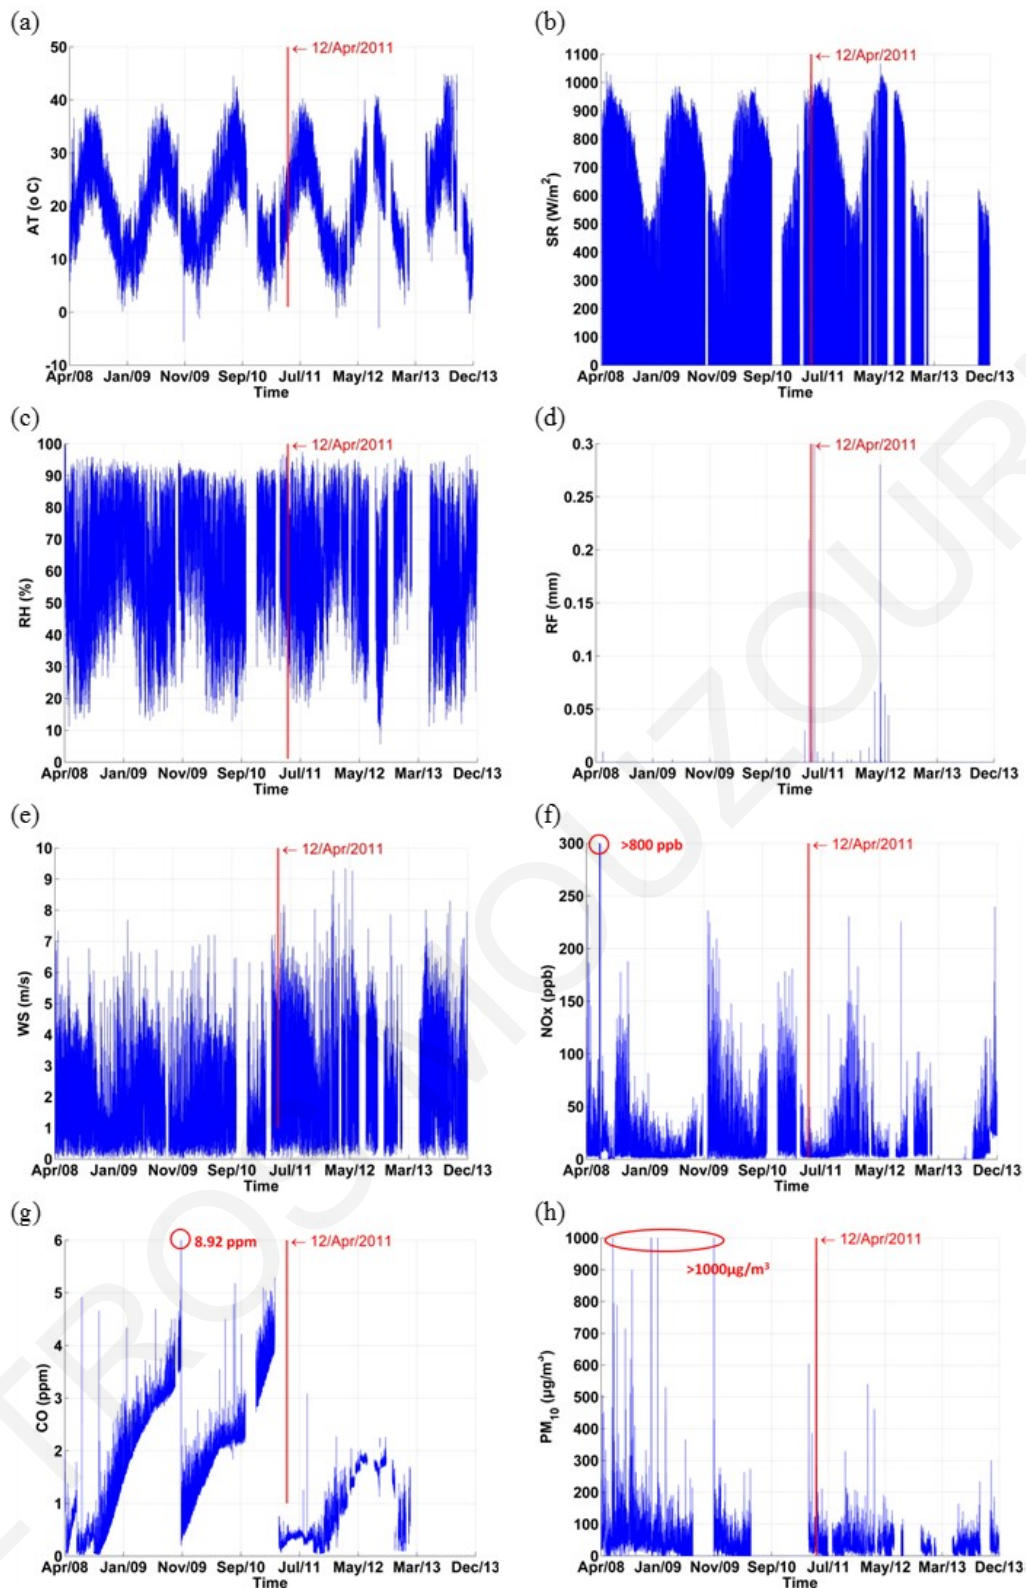 (a)
50
40
30
20
10
0
-10
AT (o C)
← 12/Apr/2011
Apr/08 Jan/09 Nov/09 Sep/10 Jul/11 May/12 Mar/13 Dec/13
Time
(b)
1100
1000
900
800
700
600
500
400
300
200
100
0
SR (W/m²)
← 12/Apr/2011
Apr/08 Jan/09 Nov/09 Sep/10 Jul/11 May/12 Mar/13 Dec/13
Time
(c)
100
90
80
70
60
50
40
30
20
10
0
RH (%)
← 12/Apr/2011
Apr/08 Jan/09 Nov/09 Sep/10 Jul/11 May/12 Mar/13 Dec/13
Time
(d)
0.3
0.25
0.2
0.15
0.1
0.05
0
RF (mm)
← 12/Apr/2011
Apr/08 Jan/09 Nov/09 Sep/10 Jul/11 May/12 Mar/13 Dec/13
Time
(e)
10
9
8
7
6
5
4
3
2
1
0
WS (m/s)
← 12/Apr/2011
Apr/08 Jan/09 Nov/09 Sep/10 Jul/11 May/12 Mar/13 Dec/13
Time
(f)
300
250
200
150
100
50
0
NOx (ppb)
>800 ppb
← 12/Apr/2011
Apr/08 Jan/09 Nov/09 Sep/10 Jul/11 May/12 Mar/13 Dec/13
Time
(g)
6
5
4
3
2
1
0
CO (ppm)
8.92 ppm
← 12/Apr/2011
Apr/08 Jan/09 Nov/09 Sep/10 Jul/11 May/12 Mar/13 Dec/13
Time
(h)
1000
900
800
700
600
500
400
300
200
100
0
PM₁₀ (µg/m³)
>1000µg/m³
← 12/Apr/2011
Apr/08 Jan/09 Nov/09 Sep/10 Jul/11 May/12 Mar/13 Dec/13
Time